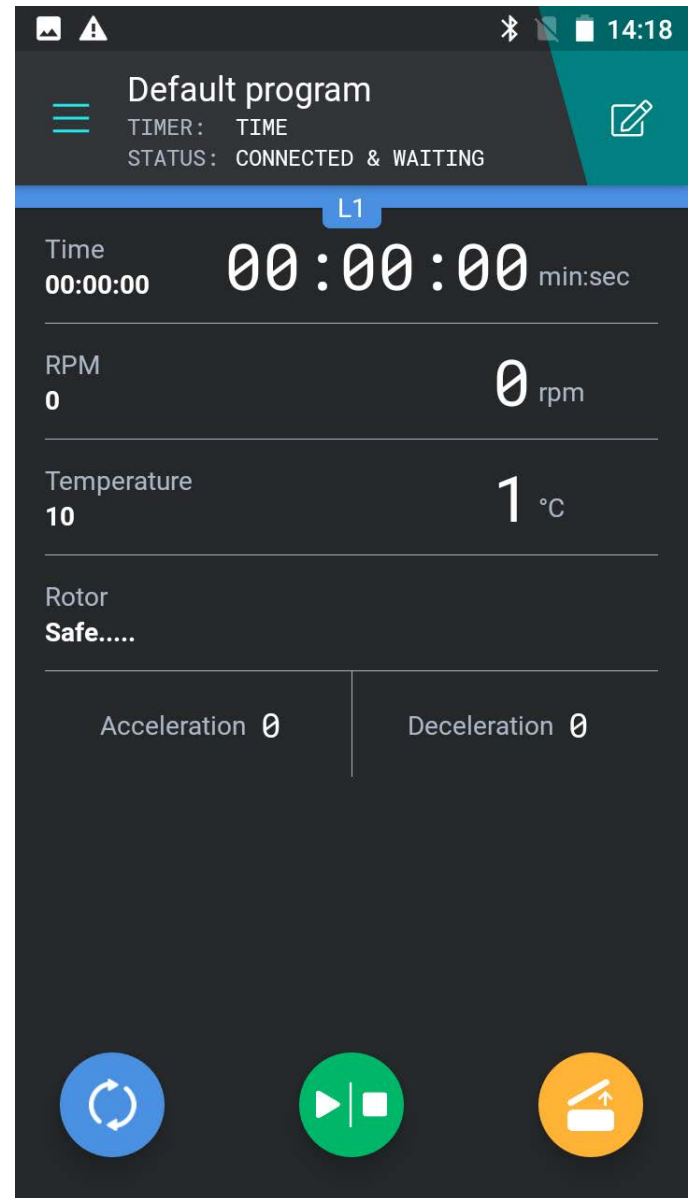 14:18
Default program
TIMER: TIME
STATUS: CONNECTED & WAITING
L1
Time
00:00:00
00:00:00 min:sec
RPM
0
0 rpm
Temperature
10
1 °C
Rotor
Safe.....
Acceleration 0 Deceleration 0